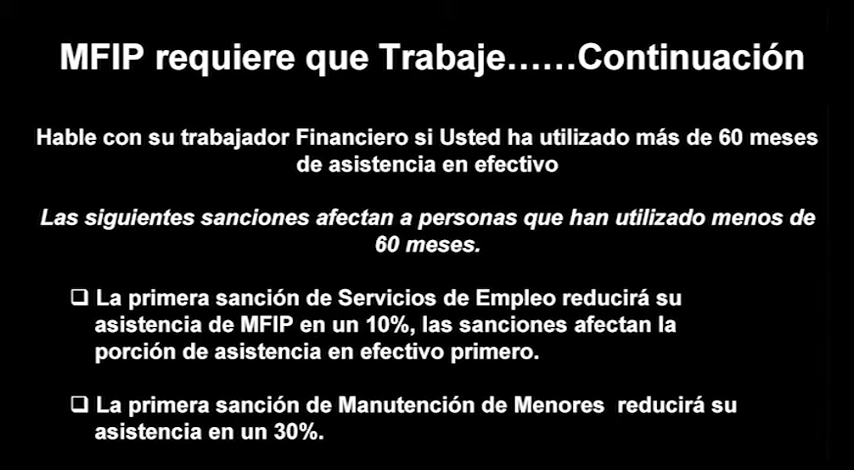 MFIP requiere que Trabaje……Continuación
Hable con su trabajador Financiero si Usted ha utilizado más de 60 meses
de asistencia en efectivo
Las siguientes sanciones afectan a personas que han utilizado menos de
60 meses.
❑ La primera sanción de Servicios de Empleo reducirá su
asistencia de MFIP en un 10%, las sanciones afectan la
porción de asistencia en efectivo primero.
❑ La primera sanción de Manutención de Menores  reducirá su
asistencia en un 30%.